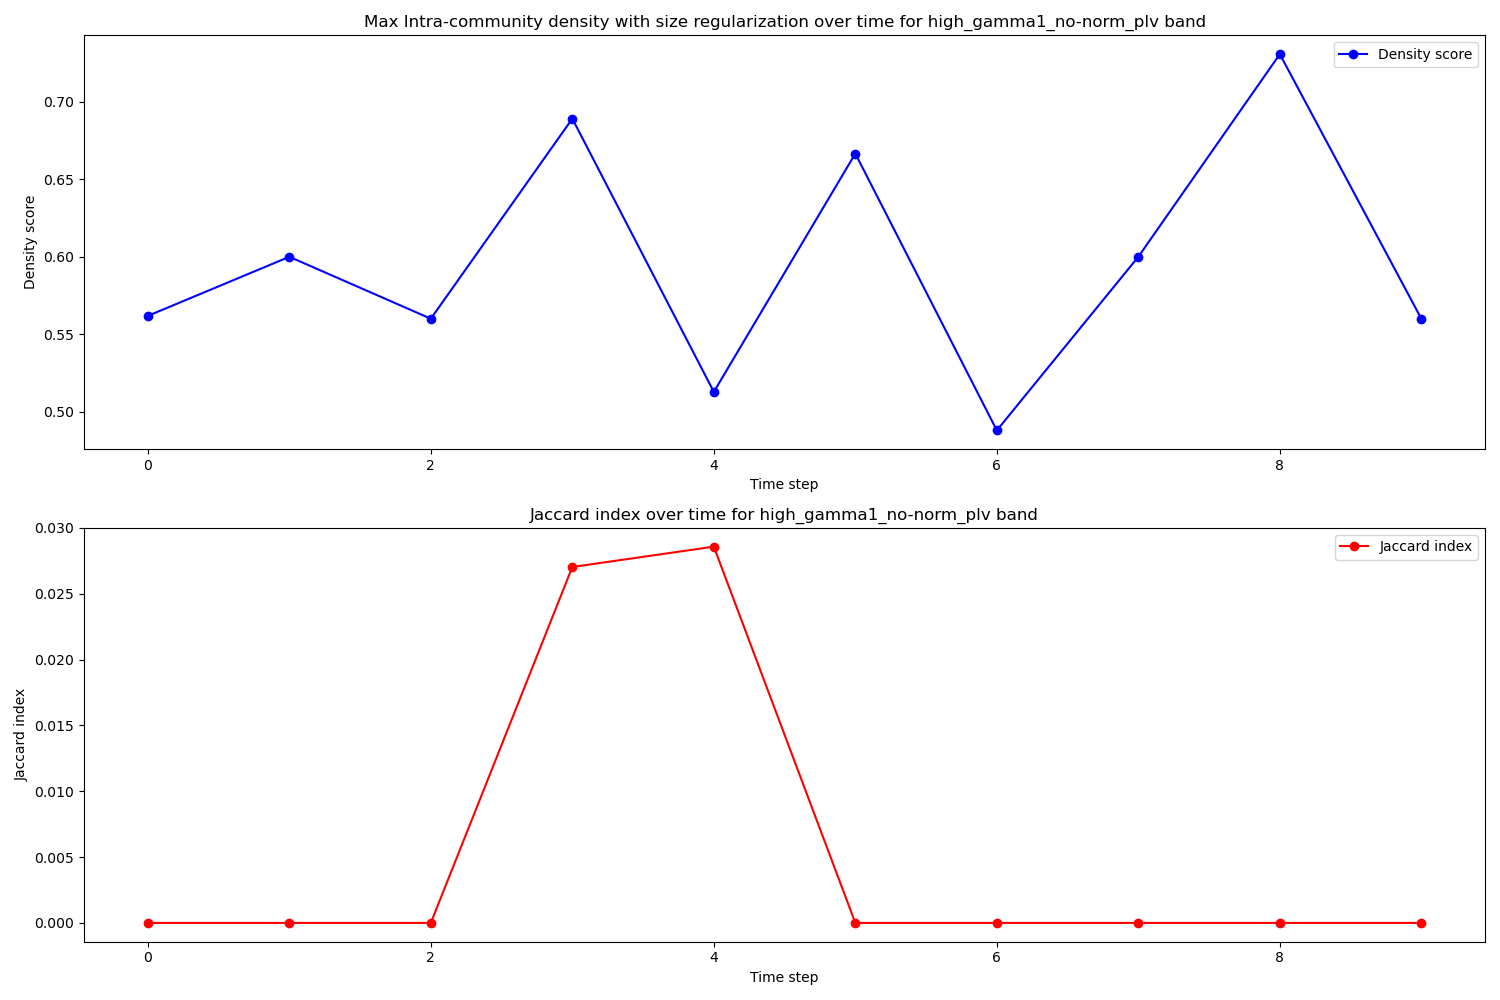 Max Intra-community density with size regularization over time for high_gamma1_no-norm_plv band
Density score
0.70
0.65
0.60
0.55
0.50
Density score
0 2 4 6 8
Time step
Jaccard index over time for high_gamma1_no-norm_plv band
Jaccard index
0.030
0.025
0.020
0.015
0.010
0.005
0.000
Jaccard index
0 2 4 6 8
Time step